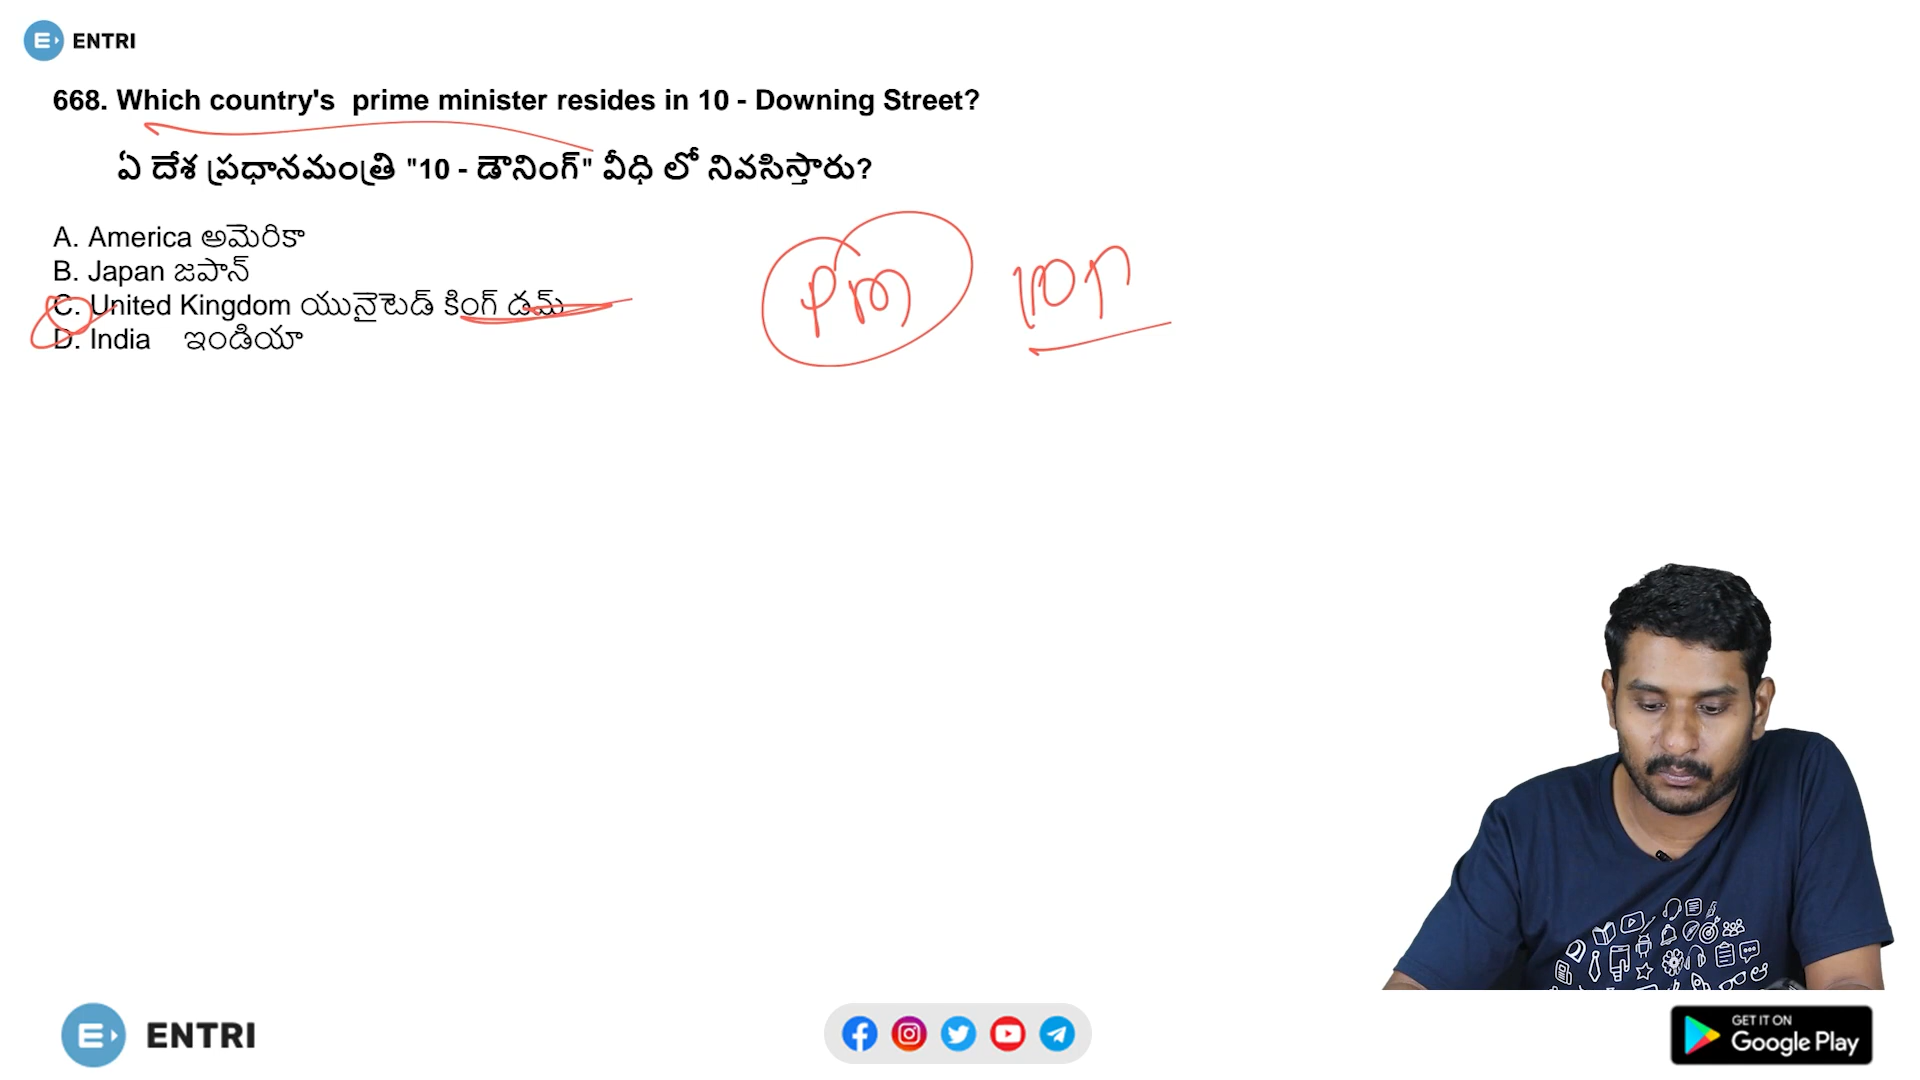 ENTRI
668. Which country's prime minister resides in 10 - Downing Street?
ఏ దేశ ప్రధానమంత్రి "10 - డౌనింగ్" వీధి లో నివసిస్తారు?
A. America అమెరికా
B. Japan జపాన్
C. United Kingdom యునైటెడ్ కింగ్ డమ్
D. India ఇండియా
Pm
ENTRI
GET IT ON
Google Play